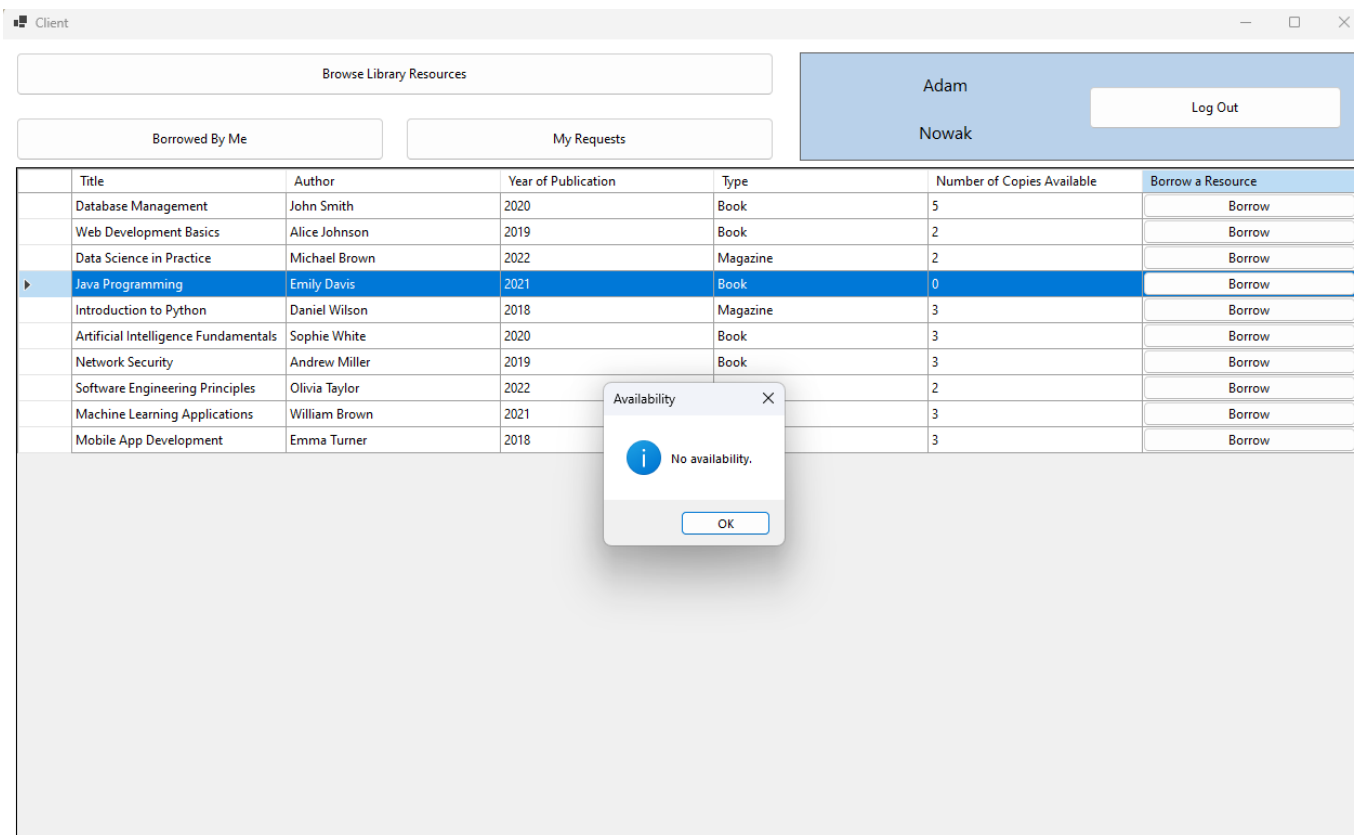 Client
Browse Library Resources
Adam
Log Out
Nowak
Borrowed By Me My Requests
Title Author Year of Publication Type Number of Copies Available Borrow a Resource
Database Management John Smith 2020 Book 5 Borrow
Web Development Basics Alice Johnson 2019 Book 2 Borrow
Data Science in Practice Michael Brown 2022 Magazine 2 Borrow
Java Programming Emily Davis 2021 Book 0 Borrow
Introduction to Python Daniel Wilson 2018 Magazine 3 Borrow
Artificial Intelligence Fundamentals Sophie White 2020 Book 3 Borrow
Network Security Andrew Miller 2019 Book 3 Borrow
Software Engineering Principles Olivia Taylor 2022 2 Borrow
Machine Learning Applications William Brown 2021 3 Borrow
Mobile App Development Emma Turner 2018 3 Borrow
Availability
No availability.
OK